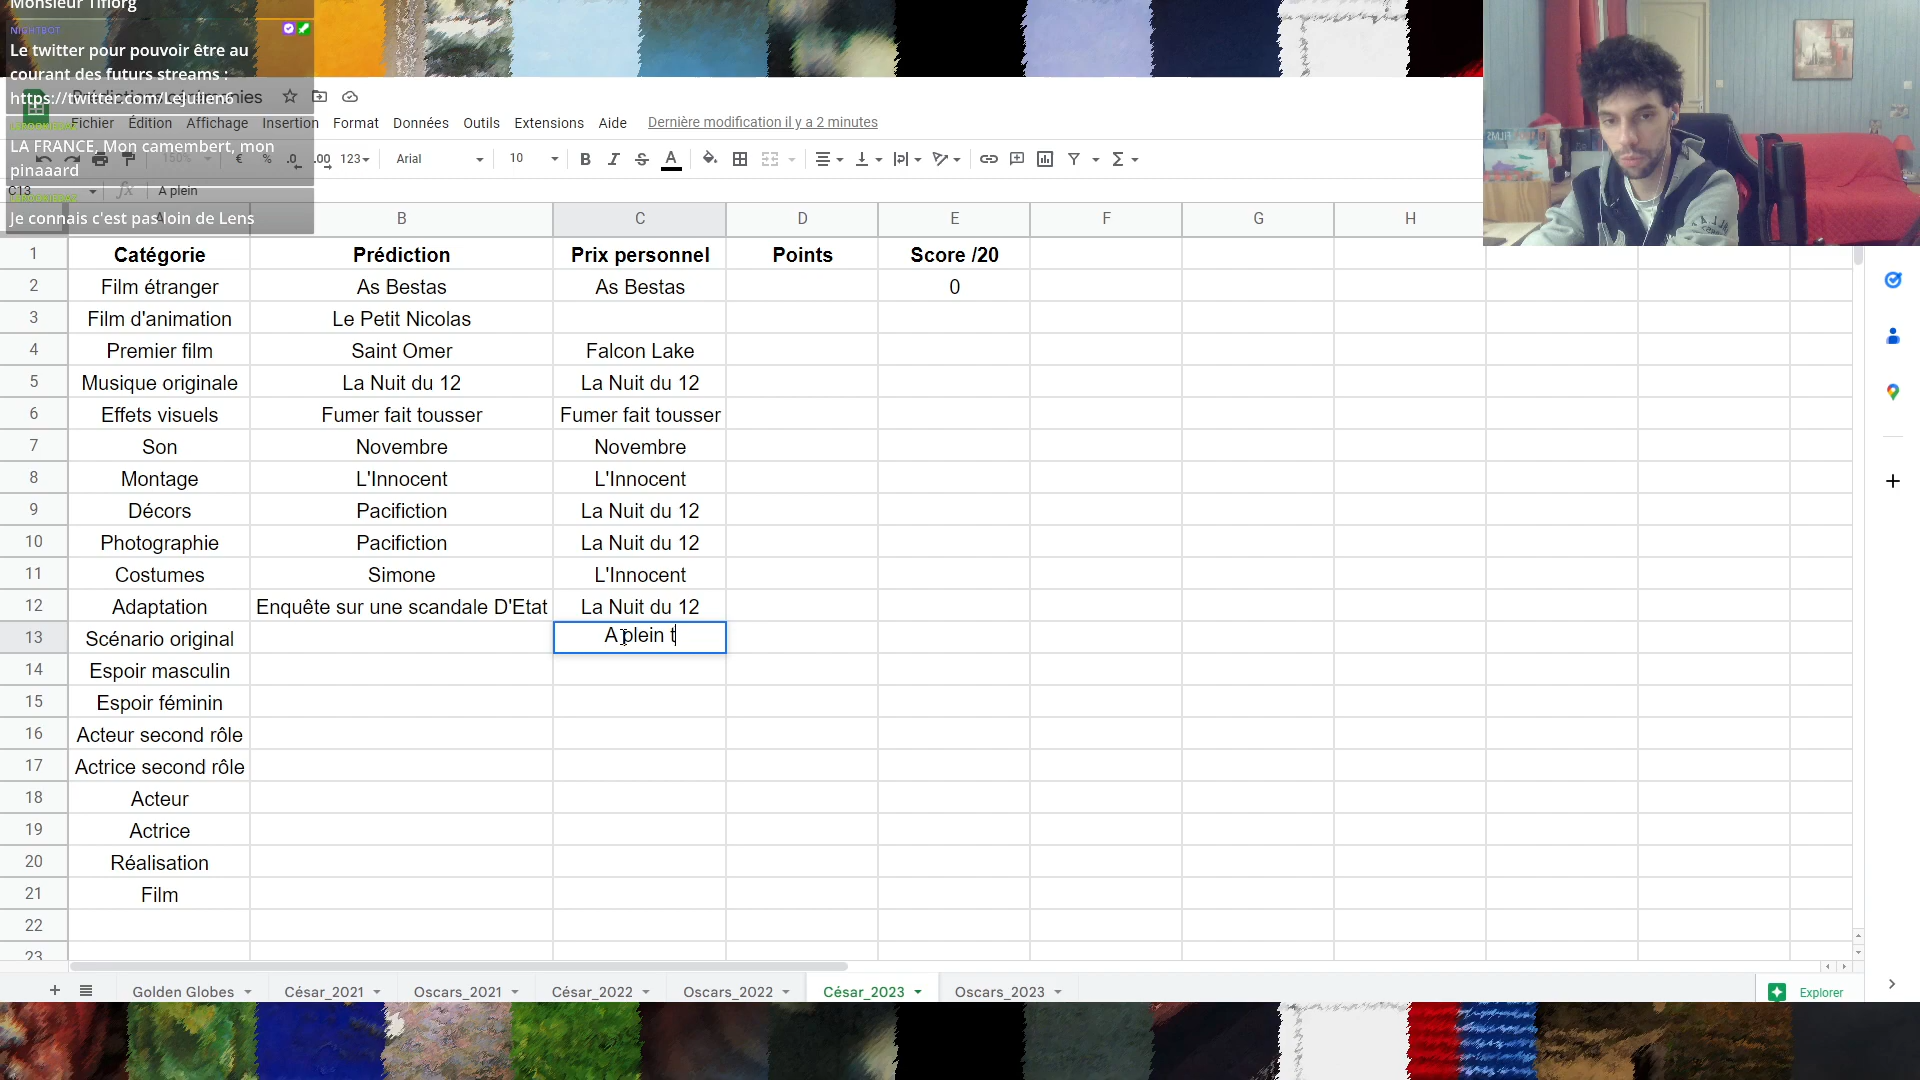 Monsieur Tiflorg
NIGHTBOT
Le twitter pour pouvoir être au
courant des futurs streams :
https://twitter.com/Lejulien6
LA FRANCE, Mon camembert, mon
pinaaard
Je connais c'est pas loin de Lens
Fichier Édition Affichage Insertion Format Données Outils Extensions Aide Dernière modification il y a 2 minutes
150% € % .0 .00 123 Arial 10 B I S A
C13 fx A plein
A B C D E F G H
1 Catégorie Prédiction Prix personnel Points Score /20
2 Film étranger As Bestas As Bestas 0
3 Film d'animation Le Petit Nicolas
4 Premier film Saint Omer Falcon Lake
5 Musique originale La Nuit du 12 La Nuit du 12
6 Effets visuels Fumer fait tousser Fumer fait tousser
7 Son Novembre Novembre
8 Montage L'Innocent L'Innocent
9 Décors Pacifiction La Nuit du 12
10 Photographie Pacifiction La Nuit du 12
11 Costumes Simone L'Innocent
12 Adaptation Enquête sur une scandale D'Etat La Nuit du 12
13 Scénario original A plein t
14 Espoir masculin
15 Espoir féminin
16 Acteur second rôle
17 Actrice second rôle
18 Acteur
19 Actrice
20 Réalisation
21 Film
22
23
Golden Globes César_2021 Oscars_2021 César_2022 Oscars_2022 César_2023 Oscars_2023 Explorer